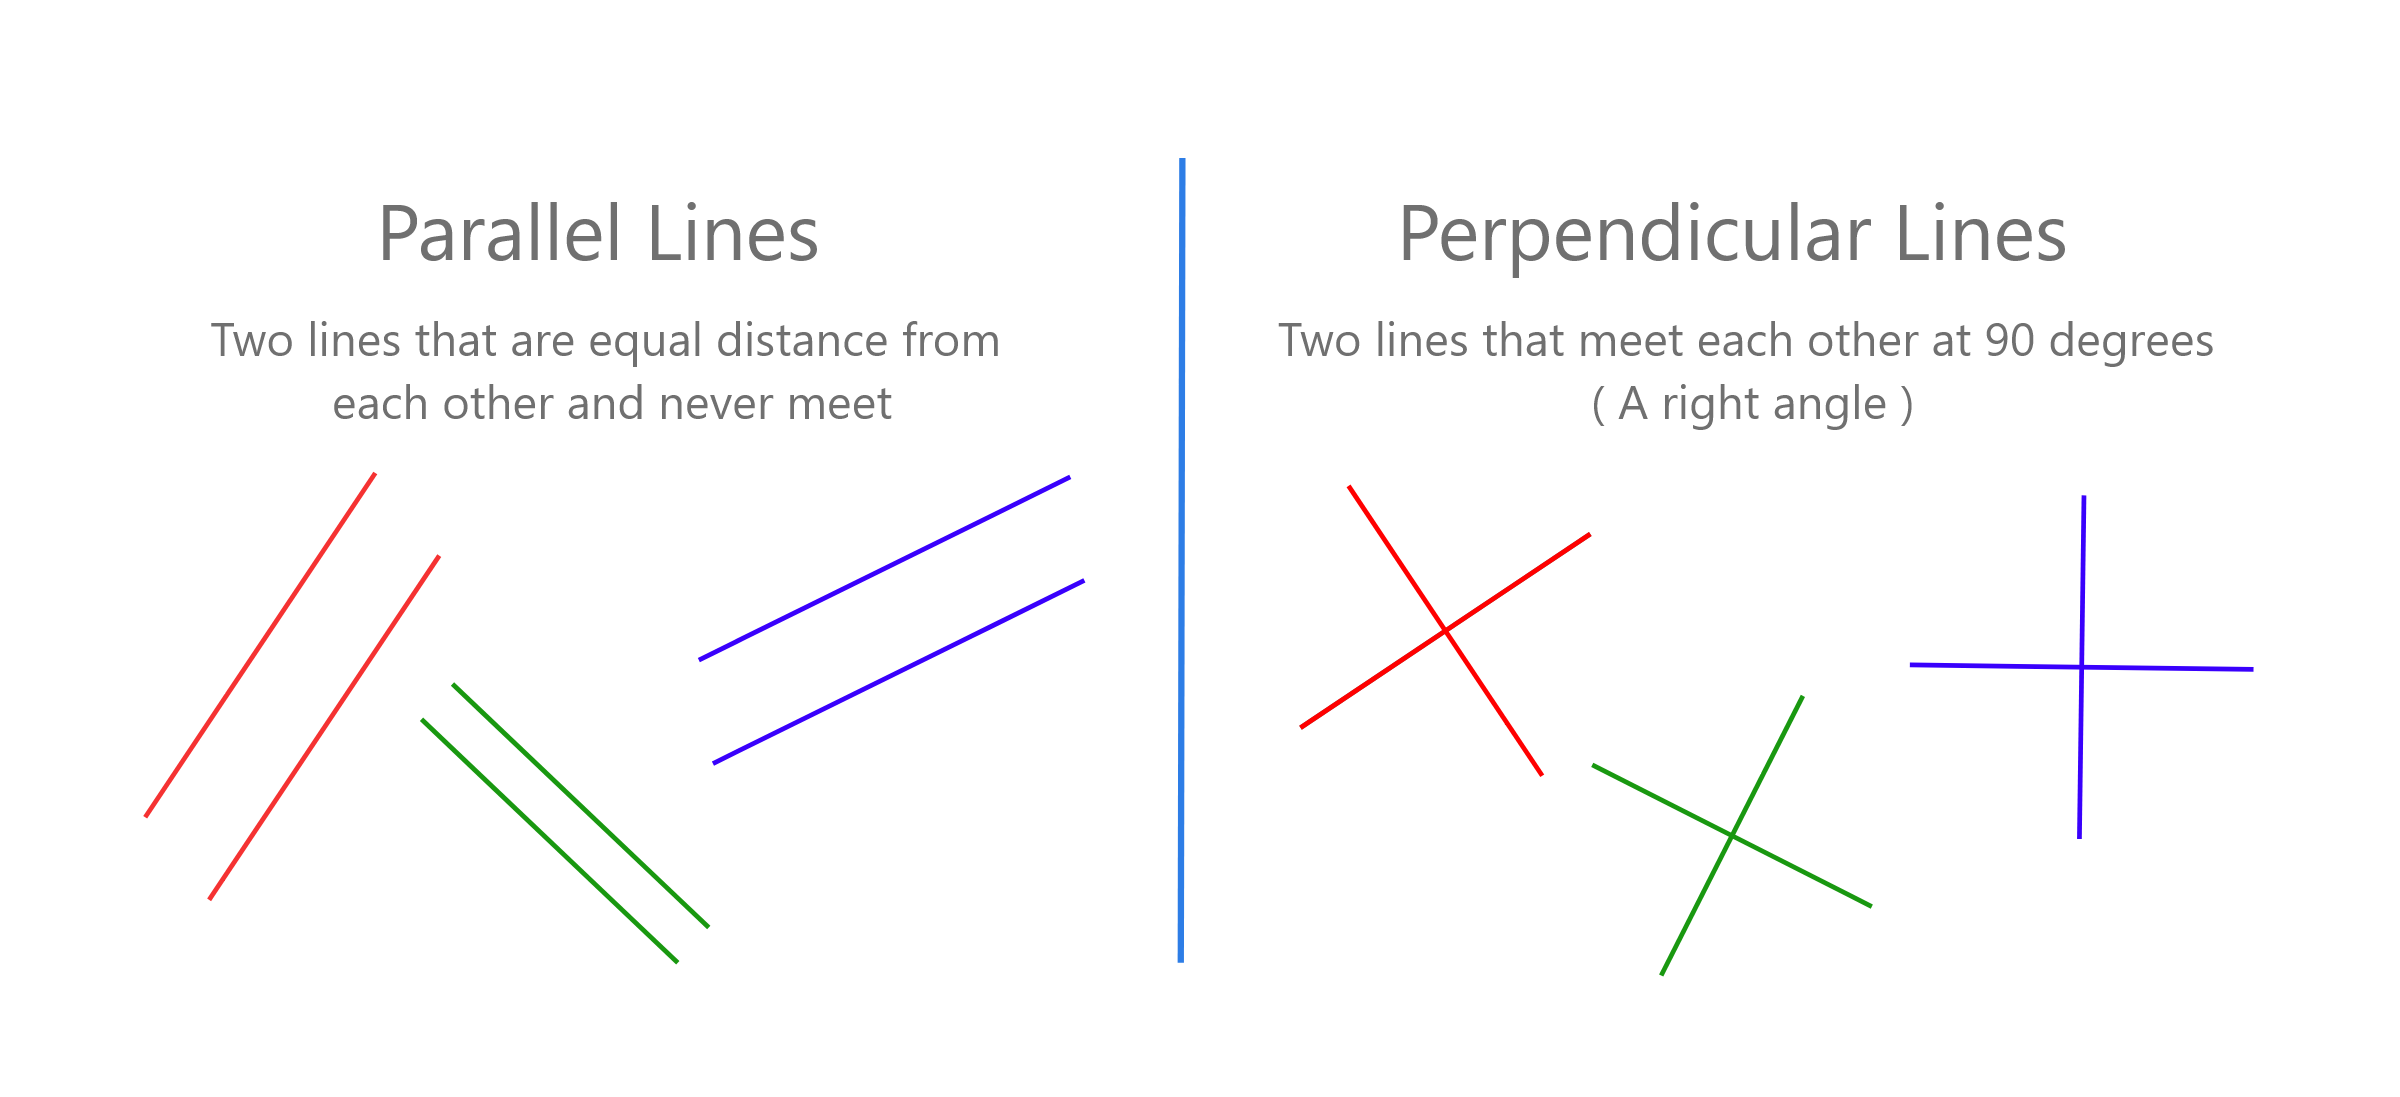 Parallel Lines
Two lines that are equal distance from
each other and never meet
Perpendicular Lines
Two lines that meet each other at 90 degrees
( A right angle )